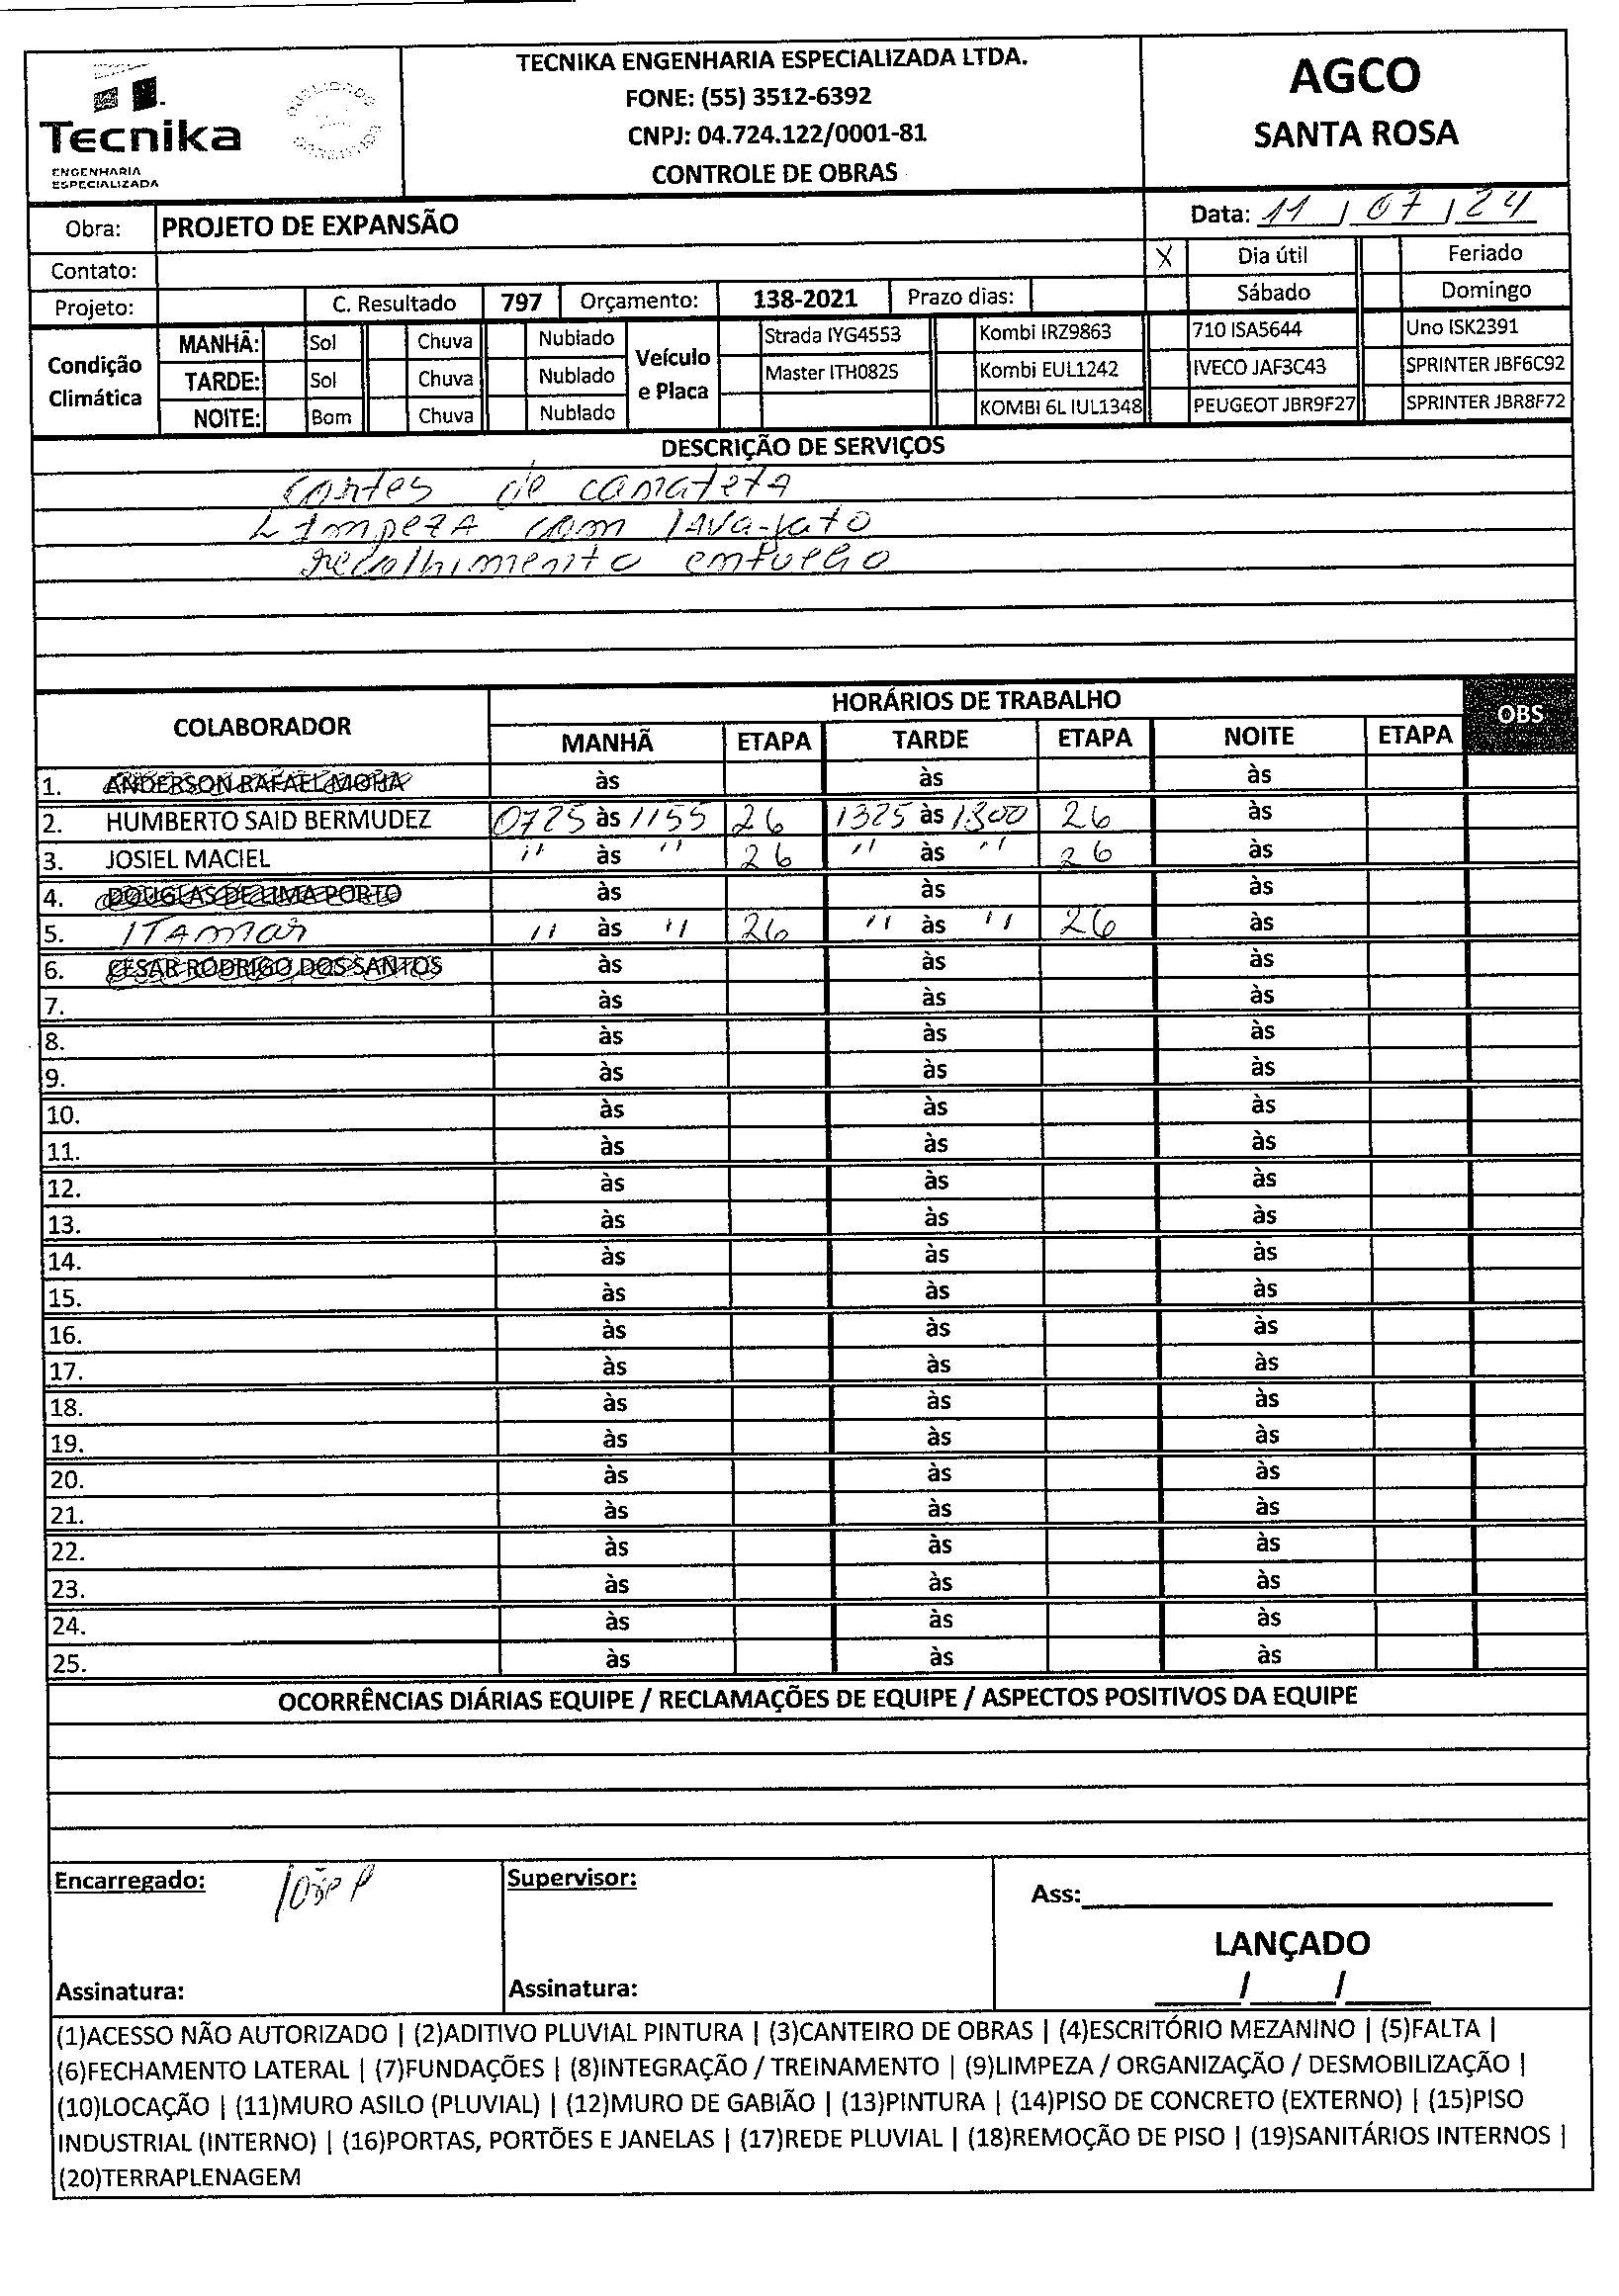 Tecnika
ENGENHARIA
ESPECIALIZADA
TECNIKA ENGENHARIA ESPECIALIZADA LTDA.
FONE: (55) 3512-6392
CNPJ: 04.724.122/0001-81
CONTROLE DE OBRAS
AGCO
SANTA ROSA
Obra: PROJETO DE EXPANSÃO
Data: 11 / 07 / 24
Contato:
X Dia útil Feriado
Projeto: C. Resultado 797 Orçamento: 138-2021 Prazo dias: Sábado Domingo
Condição Climática
MANHÃ: Sol Chuva Nublado
TARDE: Sol Chuva Nublado
NOITE: Bom Chuva Nublado
Veículo e Placa
Strada IYG4553 Kombi IRZ9863 710 ISA5644 Uno ISK2391
Master ITH0825 Kombi EUL1242 IVECO JAF3C43 SPRINTER JBF6C92
KOMBI 6L IUL1348 PEUGEOT JBR9F27 SPRINTER JBR8F72
DESCRIÇÃO DE SERVIÇOS
cortes de canateta
Limpeza com lava-jato
recolhimento
COLABORADOR HORÁRIOS DE TRABALHO OBS
MANHÃ ETAPA TARDE ETAPA NOITE ETAPA
1. ANDERSON RAFAEL MOHA às às às
2. HUMBERTO SAID BERMUDEZ 0725 às 1155 26 1325 às 26 às
3. JOSIEL MACIEL " às " 26 " às " 26 às
4. DOUGLAS DE LIMA PORTO às às às
5. ITAmar " às " 26 " às " 26 às
6. CESAR RODRIGO DOS SANTOS às às às
7. às às às
8. às às às
9. às às às
10. às às às
11. às às às
12. às às às
13. às às às
14. às às às
15. às às às
16. às às às
17. às às às
18. às às às
19. às às às
20. às às às
21. às às às
22. às às às
23. às às às
24. às às às
25. às às às
OCORRÊNCIAS DIÁRIAS EQUIPE / RECLAMAÇÕES DE EQUIPE / ASPECTOS POSITIVOS DA EQUIPE
Encarregado: Supervisor: Ass:
LANÇADO
Assinatura: Assinatura: / /
(1)ACESSO NÃO AUTORIZADO | (2)ADITIVO PLUVIAL PINTURA | (3)CANTEIRO DE OBRAS | (4)ESCRITÓRIO MEZANINO | (5)FALTA |
(6)FECHAMENTO LATERAL | (7)FUNDAÇÕES | (8)INTEGRAÇÃO / TREINAMENTO | (9)LIMPEZA / ORGANIZAÇÃO / DESMOBILIZAÇÃO |
(10)LOCAÇÃO | (11)MURO ASILO (PLUVIAL) | (12)MURO DE GABIÃO | (13)PINTURA | (14)PISO DE CONCRETO (EXTERNO) | (15)PISO
INDUSTRIAL (INTERNO) | (16)PORTAS, PORTÕES E JANELAS | (17)REDE PLUVIAL | (18)REMOÇÃO DE PISO | (19)SANITÁRIOS INTERNOS |
(20)TERRAPLENAGEM